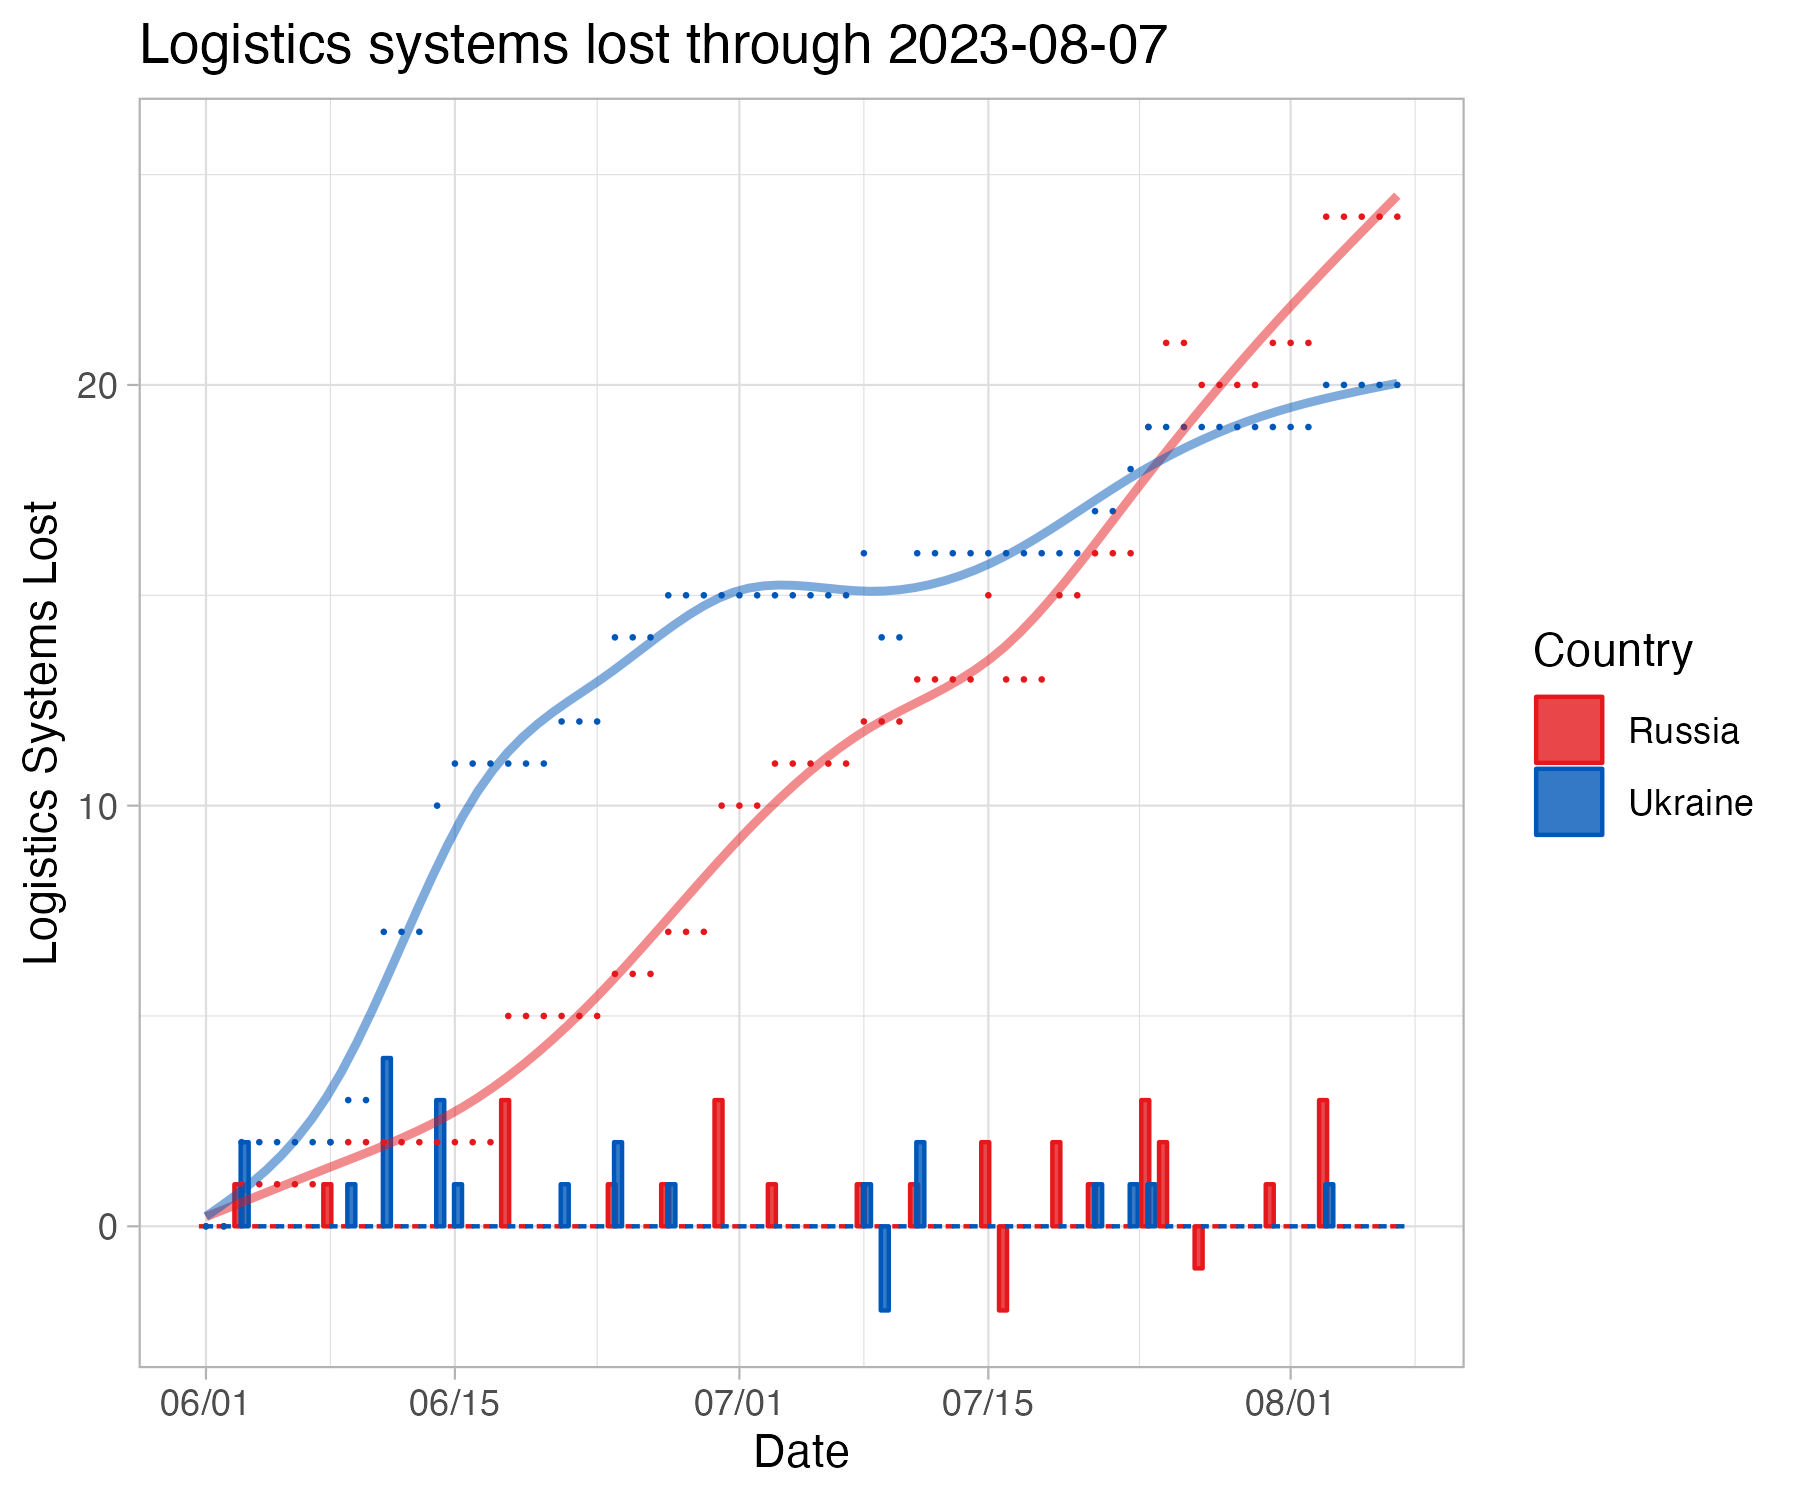 Logistics systems lost through 2023-08-07
Logistics Systems Lost
20
10
0
06/01
06/15
07/01
07/15
08/01
Date
Country
Russia
Ukraine